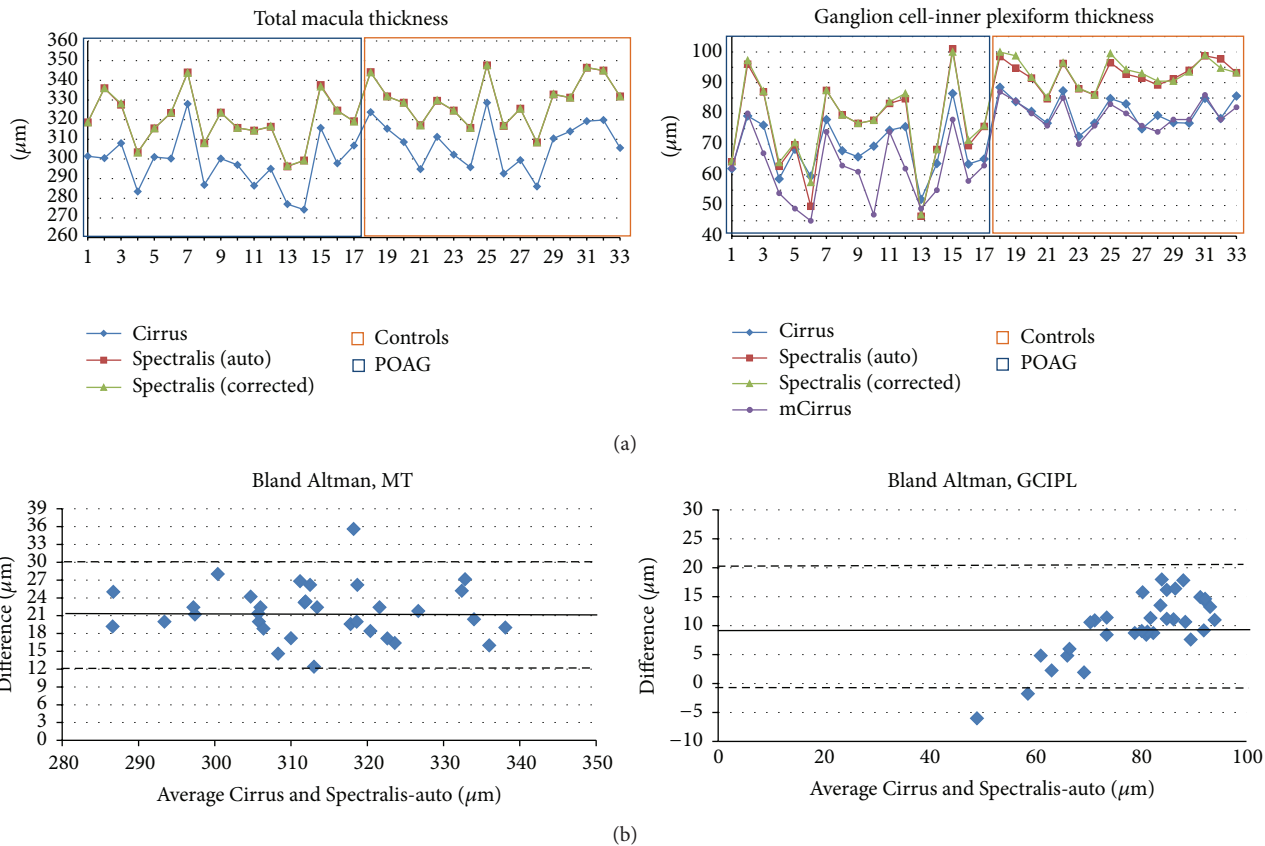 Total macula thickness
360
350
340
330
320
310
300
290
280
270
260
(μm)
1 3 5 7 9 11 13 15 17 19 21 23 25 27 29 31 33
Cirrus
Spectralis (auto)
Spectralis (corrected)
Controls
POAG
Ganglion cell-inner plexiform thickness
100
90
80
70
60
50
40
(μm)
1 3 5 7 9 11 13 15 17 19 21 23 25 27 29 31 33
Cirrus
Spectralis (auto)
Spectralis (corrected)
mCirrus
Controls
POAG
(a)
Bland Altman, MT
39
36
33
30
27
24
21
18
15
12
9
6
3
0
Difference (μm)
280 290 300 310 320 330 340 350
Average Cirrus and Spectralis-auto (μm)
Bland Altman, GCIPL
30
25
20
15
10
5
0
−5
−10
Difference (μm)
0 20 40 60 80 100
Average Cirrus and Spectralis-auto (μm)
(b)